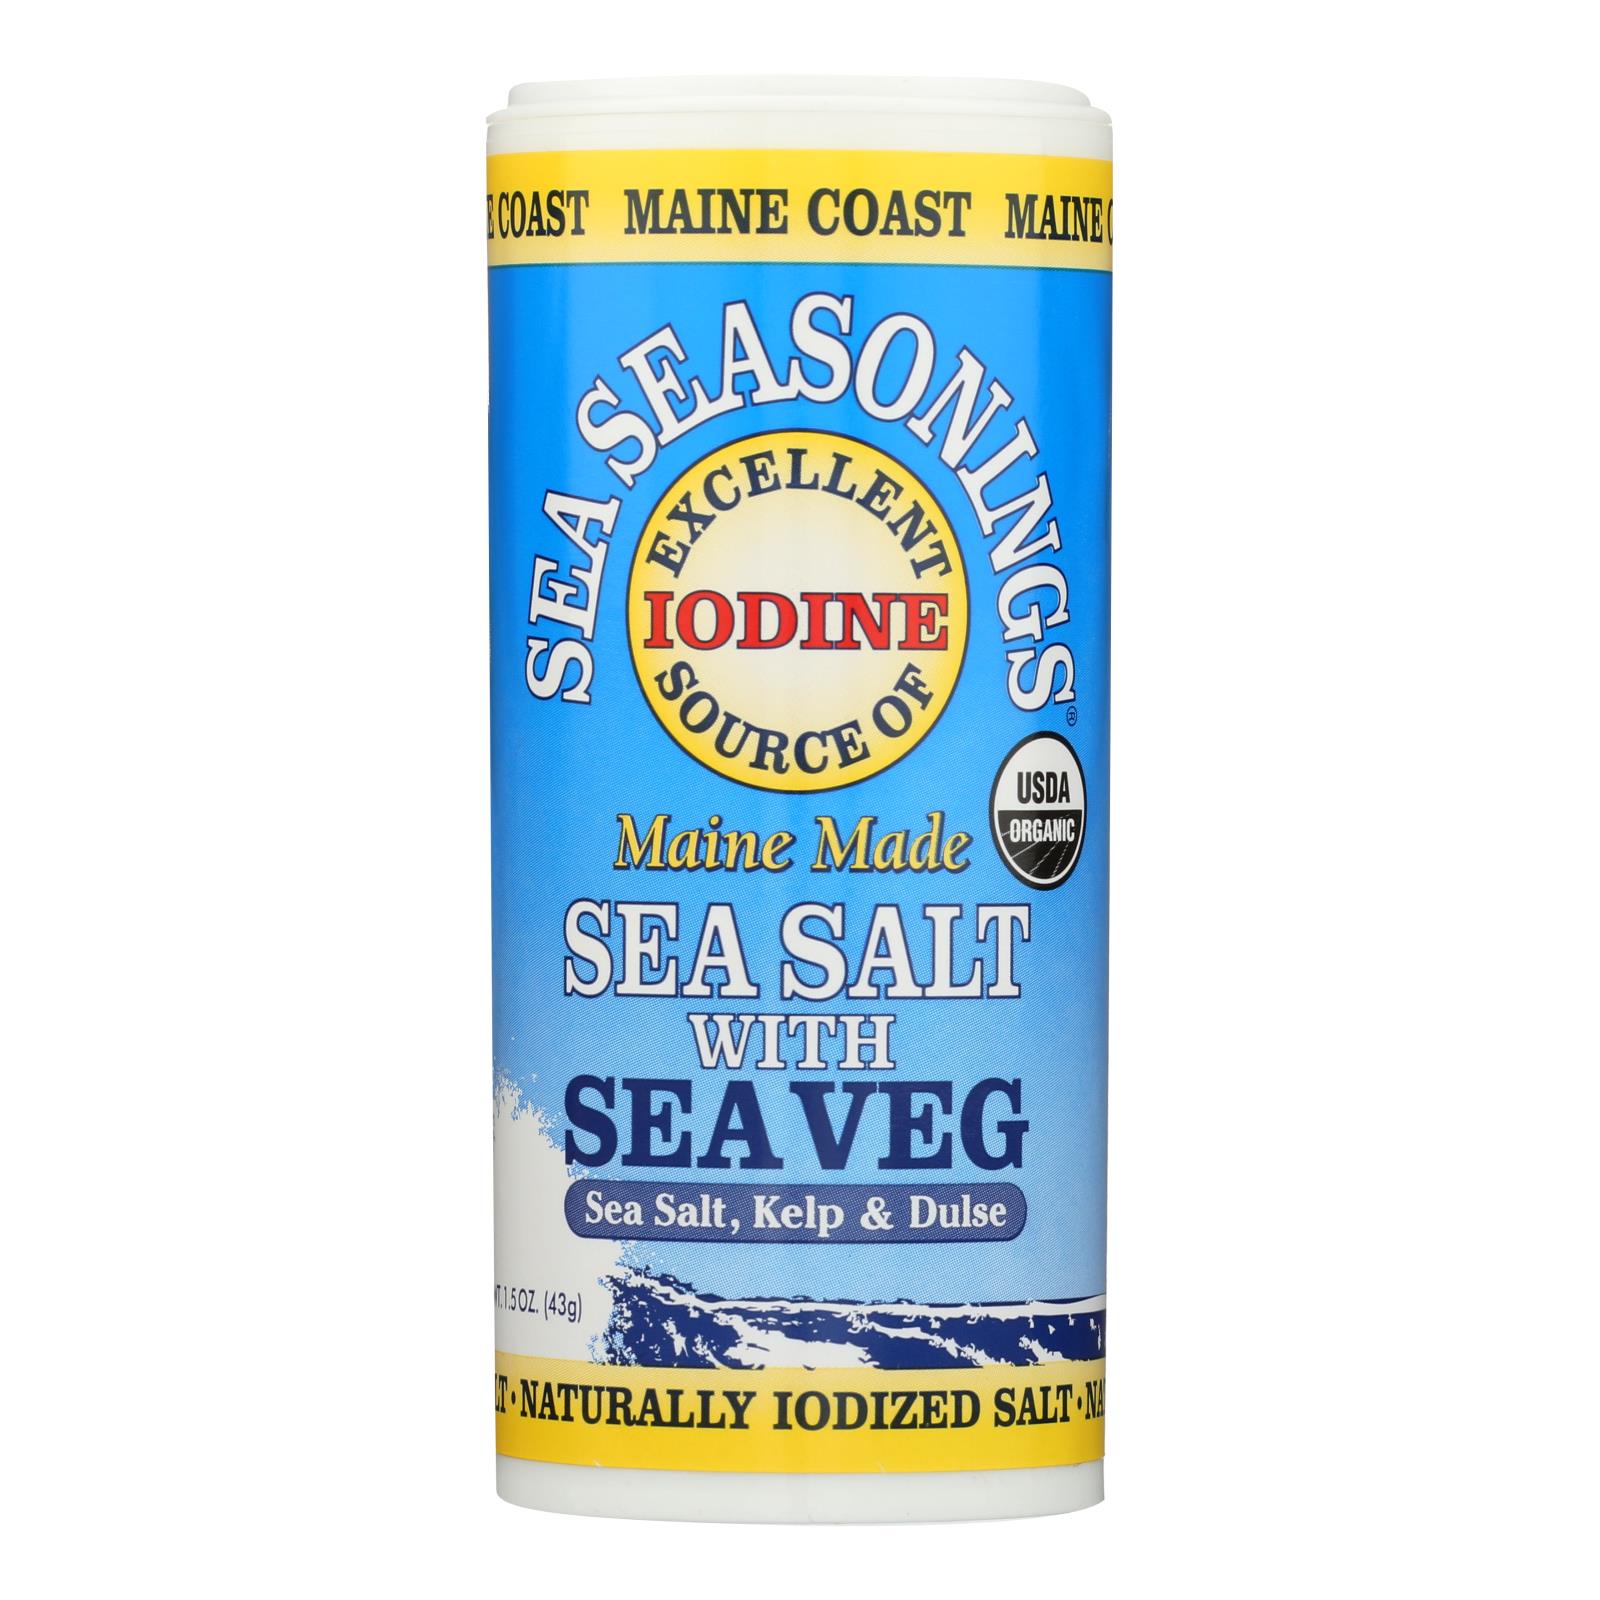 COAST MAINE COAST MAINE
SEA SEASONINGS®
EXCELLENT
IODINE
SOURCE OF
USDA
ORGANIC
Maine Made
SEA SALT
WITH
SEA VEG
Sea Salt, Kelp & Dulse
1.5 OZ. (43g)
·NATURALLY IODIZED SALT·